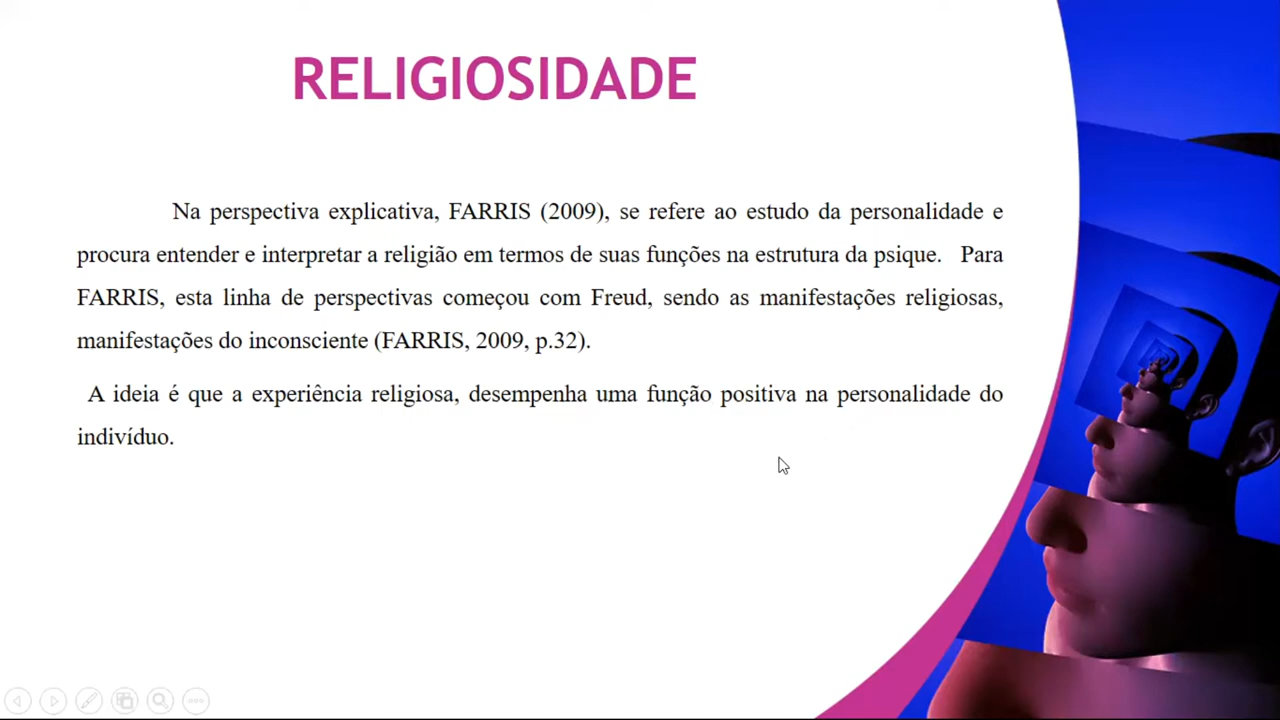 RELIGIOSIDADE
Na perspectiva explicativa, FARRIS (2009), se refere ao estudo da personalidade e
procura entender e interpretar a religião em termos de suas funções na estrutura da psique. Para
FARRIS, esta linha de perspectivas começou com Freud, sendo as manifestações religiosas,
manifestações do inconsciente (FARRIS, 2009, p.32).
A ideia é que a experiência religiosa, desempenha uma função positiva na personalidade do
indivíduo.